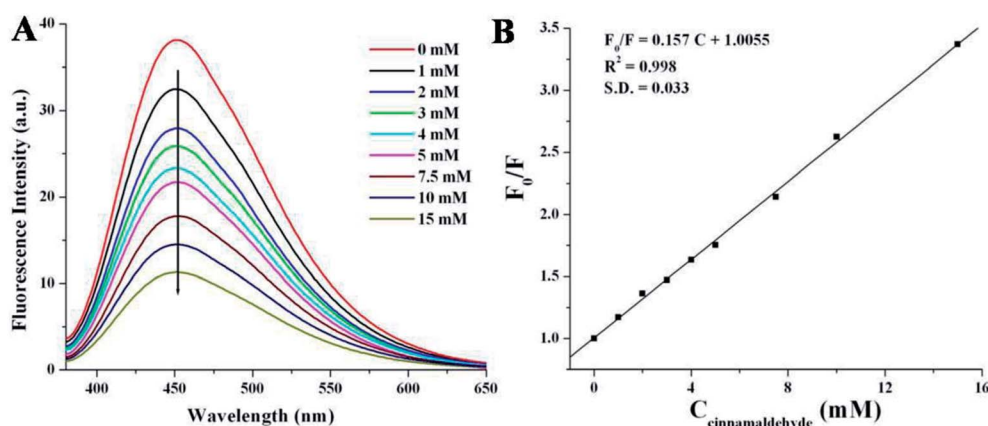 A
40
30
20
10
0
Fluorescence Intensity (a.u.)
400
450
500
550
600
650
Wavelength (nm)
0 mM
1 mM
2 mM
3 mM
4 mM
5 mM
7.5 mM
10 mM
15 mM
B
3.5
3.0
2.5
2.0
1.5
1.0
F₀/F
F₀/F = 0.157 C + 1.0055
R² = 0.998
S.D. = 0.033
0
4
8
12
16
C cinnamaldehyde (mM)